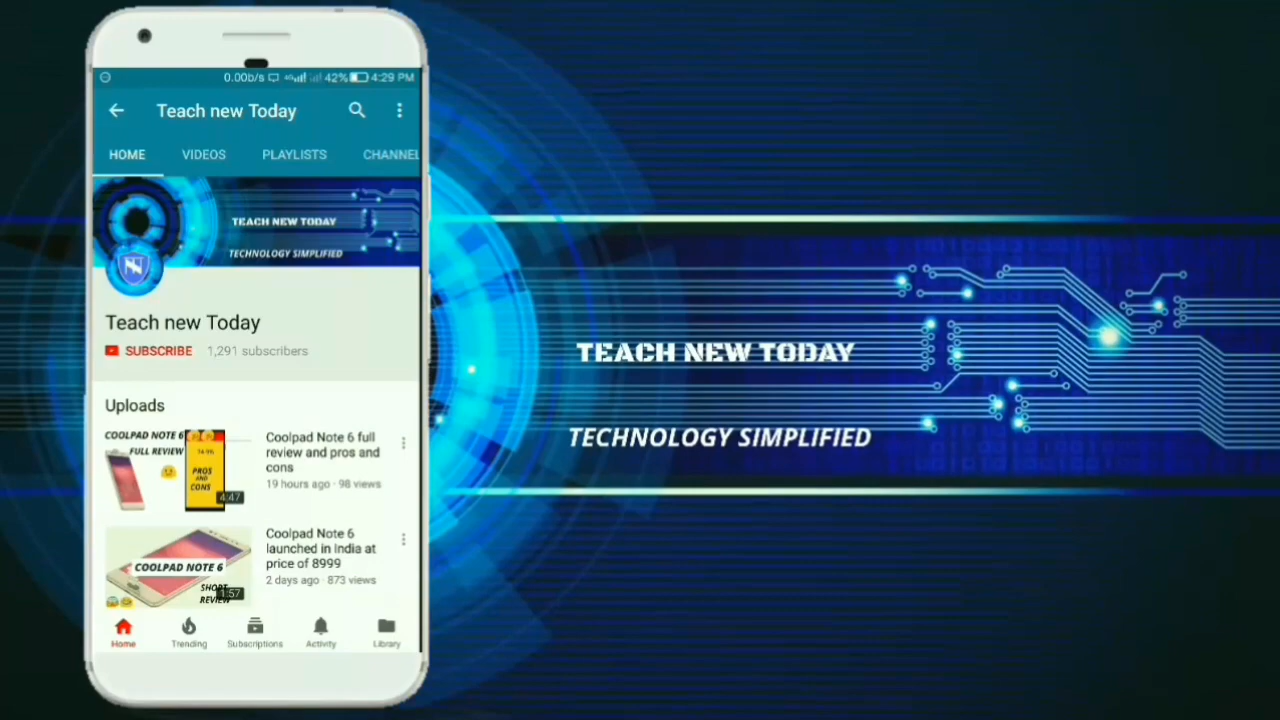 0.00b/s 4G 42% 4:29 PM
Teach new Today
HOME VIDEOS PLAYLISTS CHANNEL
TEACH NEW TODAY
TECHNOLOGY SIMPLIFIED
Teach new Today
SUBSCRIBE 1,291 subscribers
Uploads
COOLPAD NOTE 6
FULL REVIEW
PROS
AND
CONS
4:47
Coolpad Note 6 full
review and pros and
cons
19 hours ago · 98 views
COOLPAD NOTE 6
SHORT
REVIEW
1:57
Coolpad Note 6
launched in India at
price of 8999
2 days ago · 873 views
Home Trending Subscriptions Activity Library
TEACH NEW TODAY
TECHNOLOGY SIMPLIFIED